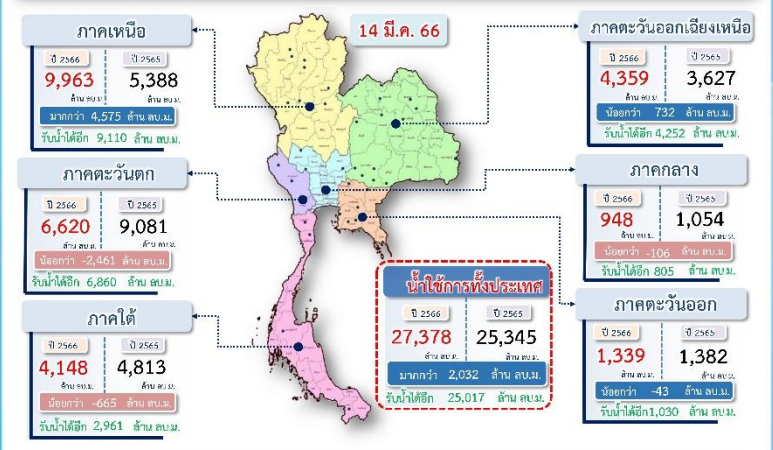 14 มี.ค. 66
ภาคเหนือ
ปี 2566 ปี 2565
9,963 5,388
ล้าน ลบ.ม. ล้าน ลบ.ม.
มากกว่า 4,575 ล้าน ลบ.ม.
รับน้ำได้อีก 9,110 ล้าน ลบ.ม.
ภาคตะวันตก
ปี 2566 ปี 2565
6,620 9,081
ล้าน ลบ.ม. ล้าน ลบ.ม.
น้อยกว่า -2,461 ล้าน ลบ.ม.
รับน้ำได้อีก 6,860 ล้าน ลบ.ม.
ภาคใต้
ปี 2566 ปี 2565
4,148 4,813
ล้าน ลบ.ม. ล้าน ลบ.ม.
น้อยกว่า -665 ล้าน ลบ.ม.
รับน้ำได้อีก 2,961 ล้าน ลบ.ม.
น้ำใช้การทั้งประเทศ
ปี 2566 ปี 2565
27,378 25,345
ล้าน ลบ.ม. ล้าน ลบ.ม.
มากกว่า 2,032 ล้าน ลบ.ม.
รับน้ำได้อีก 25,017 ล้าน ลบ.ม.
ภาคตะวันออกเฉียงเหนือ
ปี 2566 ปี 2565
4,359 3,627
ล้าน ลบ.ม. ล้าน ลบ.ม.
น้อยกว่า 732 ล้าน ลบ.ม.
รับน้ำได้อีก 4,252 ล้าน ลบ.ม.
ภาคกลาง
ปี 2566 ปี 2565
948 1,054
ล้าน ลบ.ม. ล้าน ลบ.ม.
น้อยกว่า -106 ล้าน ลบ.ม.
รับน้ำได้อีก 805 ล้าน ลบ.ม.
ภาคตะวันออก
ปี 2566 ปี 2565
1,339 1,382
ล้าน ลบ.ม. ล้าน ลบ.ม.
น้อยกว่า -43 ล้าน ลบ.ม.
รับน้ำได้อีก1,030 ล้าน ลบ.ม.